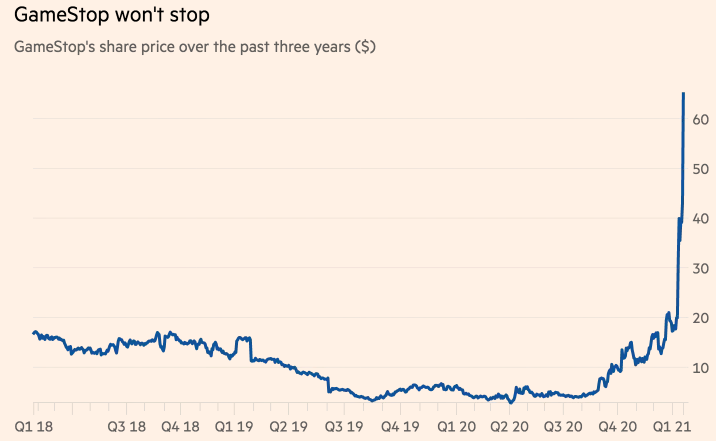 GameStop won't stop
GameStop's share price over the past three years ($)
60
50
40
30
20
10
Q1 18 Q3 18 Q4 18 Q1 19 Q2 19 Q3 19 Q4 19 Q1 20 Q2 20 Q3 20 Q4 20 Q1 21